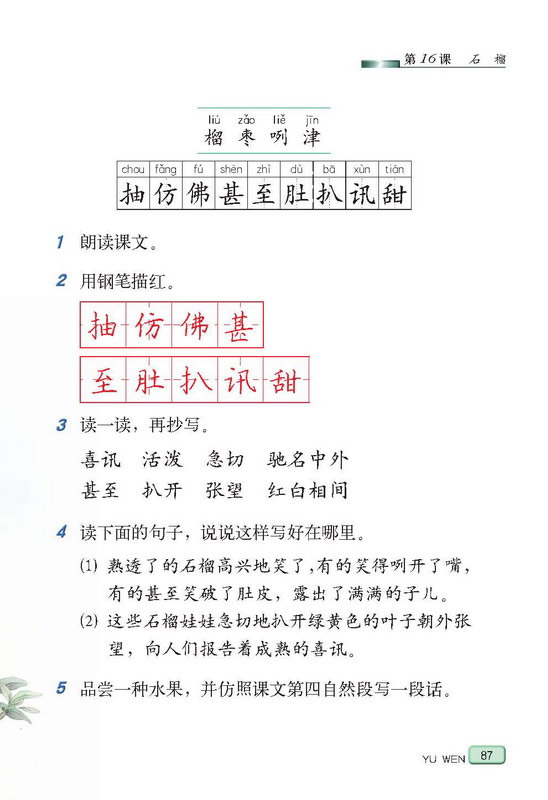 第16课 石 榴
liú zǎo liě jīn
榴 枣 咧 津
chou fǎng fú shèn zhì dù bā xùn tián
抽 仿 佛 甚 至 肚 扒 讯 甜
1 朗读课文。
2 用钢笔描红。
抽 仿 佛 甚
至 肚 扒 讯 甜
3 读一读，再抄写。
喜讯 活泼 急切 驰名中外
甚至 扒开 张望 红白相间
4 读下面的句子，说说这样写好在哪里。
(1) 熟透了的石榴高兴地笑了，有的笑得咧开了嘴，
有的甚至笑破了肚皮，露出了满满的子儿。
(2) 这些石榴娃娃急切地扒开绿黄色的叶子朝外张
望，向人们报告着成熟的喜讯。
5 品尝一种水果，并仿照课文第四自然段写一段话。
YU WEN 87